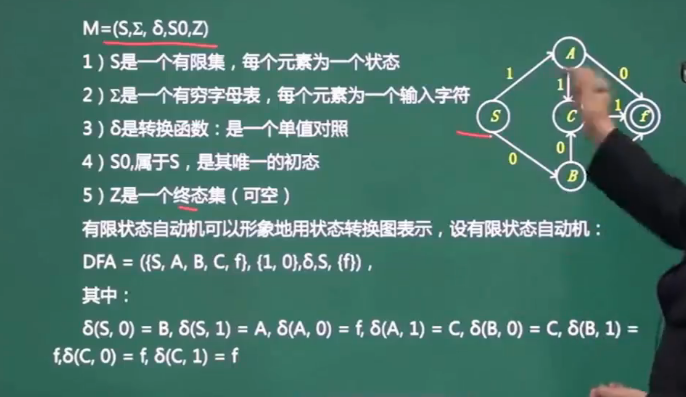 M=(S,Σ, δ,S0,Z)
1）S是一个有限集，每个元素为一个状态
2）Σ是一个有穷字母表，每个元素为一个输入字符
3）δ是转换函数：是一个单值对照
4）S0,属于S，是其唯一的初态
5）Z是一个终态集（可空）
有限状态自动机可以形象地用状态转换图表示，设有限状态自动机：
DFA = ({S, A, B, C, f}, {1, 0},δ,S, {f})，
其中：
δ(S, 0) = B, δ(S, 1) = A, δ(A, 0) = f, δ(A, 1) = C, δ(B, 0) = C, δ(B, 1) =
f,δ(C, 0) = f, δ(C, 1) = f
A
1
0
1
1
S
C
f
0
0
B